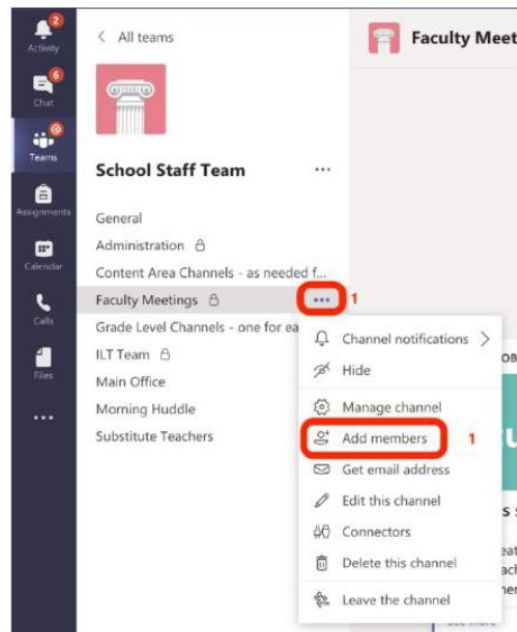 2
Activity
6
Chat
@
Teams
Assignments
Calendar
Calls
Files
...
< All teams
School Staff Team ...
General
Administration
Content Area Channels - as needed f...
Faculty Meetings ... 1
Grade Level Channels - one for ea
ILT Team
Main Office
Morning Huddle
Substitute Teachers
Faculty Meet
Channel notifications >
Hide
Manage channel
Add members 1
Get email address
Edit this channel
Connectors
Delete this channel
Leave the channel
See more